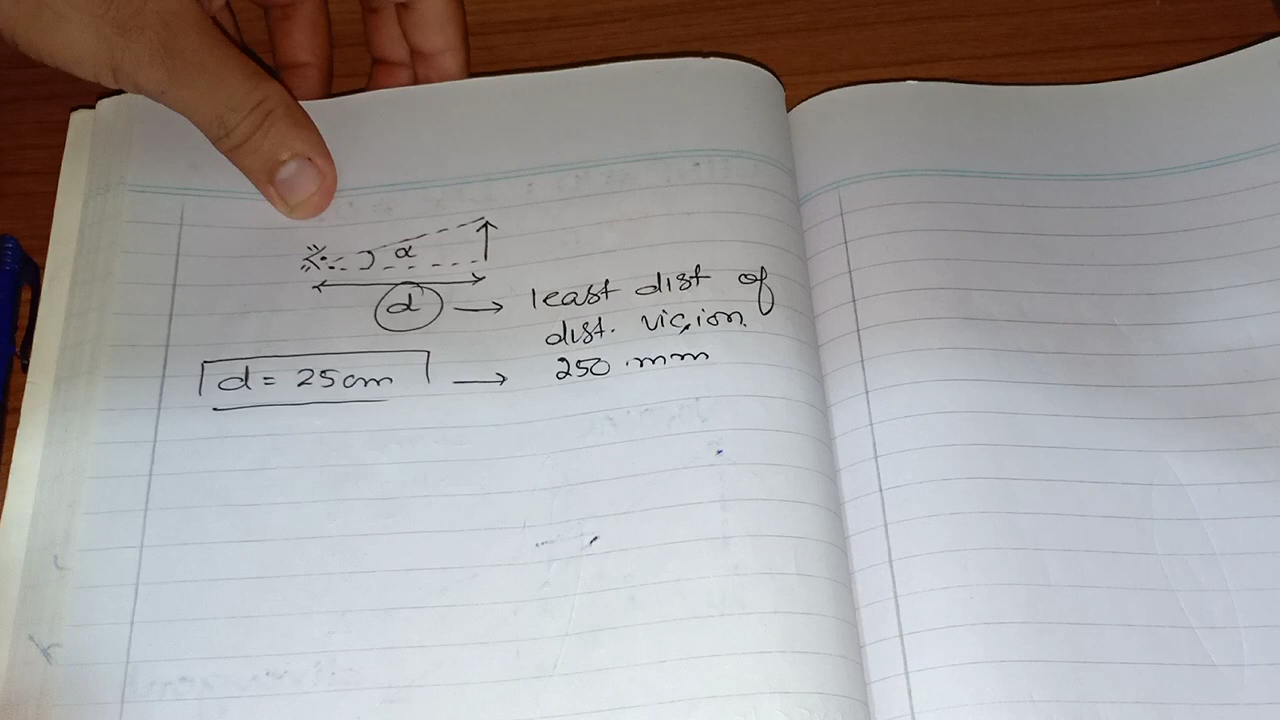 α
d → least dist of
dist. vision.
d = 25cm → 250 mm